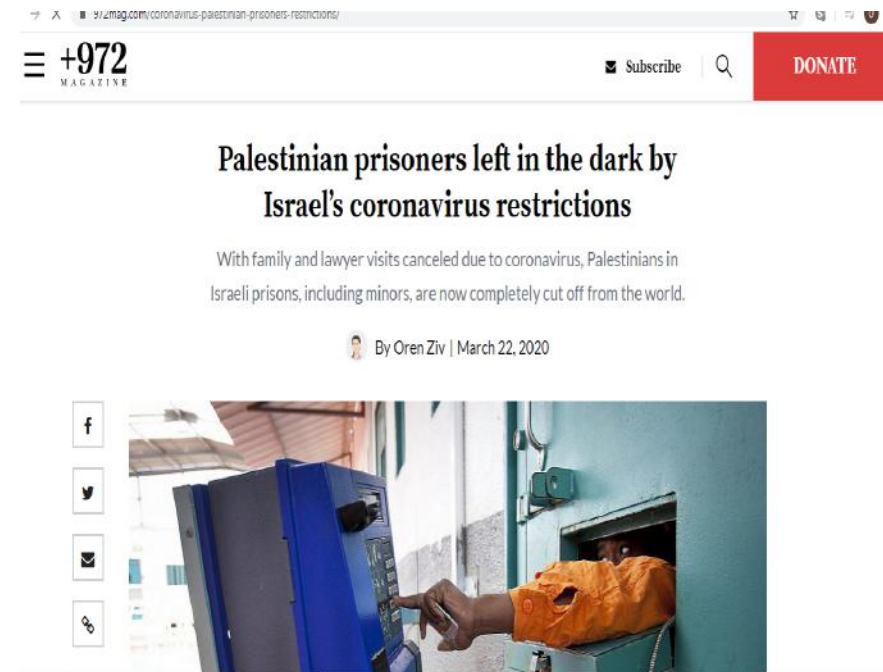 972mag.com/coronavirus-palestinian-prisoners-restrictions/
+972
MAGAZINE
Subscribe
DONATE
Palestinian prisoners left in the dark by
Israel's coronavirus restrictions
With family and lawyer visits canceled due to coronavirus, Palestinians in
Israeli prisons, including minors, are now completely cut off from the world.
By Oren Ziv | March 22, 2020